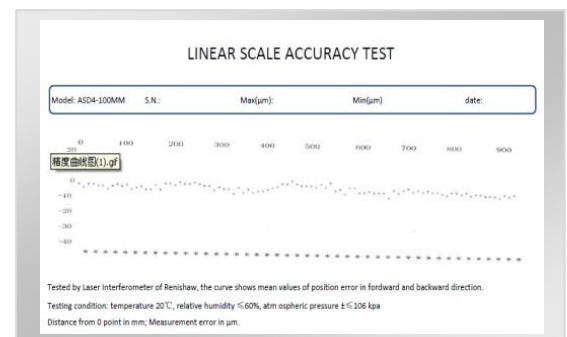 LINEAR SCALE ACCURACY TEST
Model: ASD4-100MM S.N.: Max(μm): Min(μm) date:
0 100 200 300 400 500 600 700 800 900
20
精度曲线图(1).gif
0
-10
-20
-30
-40
Tested by Laser Interferometer of Renishaw, the curve shows mean values of position error in fordward and backward direction.
Testing condition: temperature 20℃, relative humidity ≤60%, atm ospheric pressure ±≤106 kpa
Distance from 0 point in mm; Measurement error in μm.